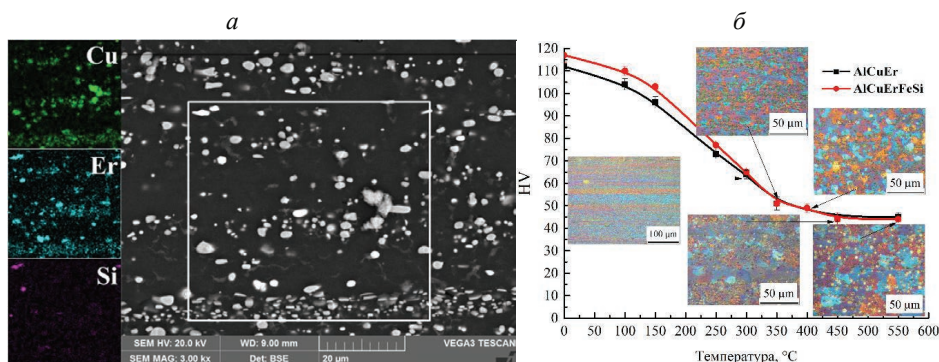 а
б
Cu
Er
Si
SEM HV: 20.0 kV
WD: 9.00 mm
VEGA3 TESCAN
SEM MAG: 3.00 kx
Det: BSE
20 μm
120
110
100
90
80
70
60
50
40
30
20
10
0
HV
AlCuEr
AlCuErFeSi
50 μm
50 μm
100 μm
50 μm
50 μm
0 50 100 150 200 250 300 350 400 450 500 550 600
Температура, °C